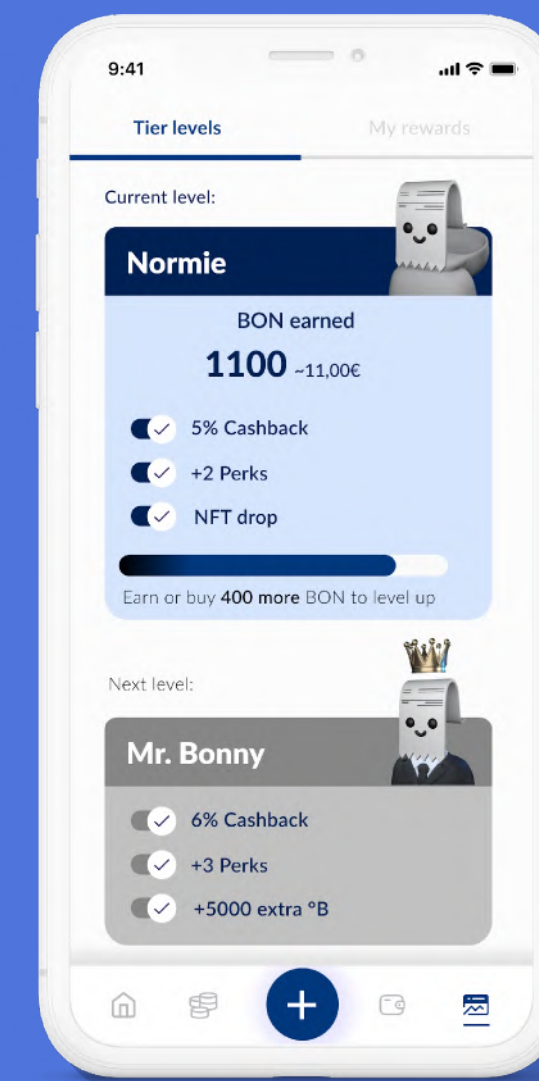 9:41
Tier levels
My rewards
Current level:
Normie
BON earned
1100 ~11,00€
5% Cashback
+2 Perks
NFT drop
Earn or buy 400 more BON to level up
Next level:
Mr. Bonny
6% Cashback
+3 Perks
+5000 extra °B